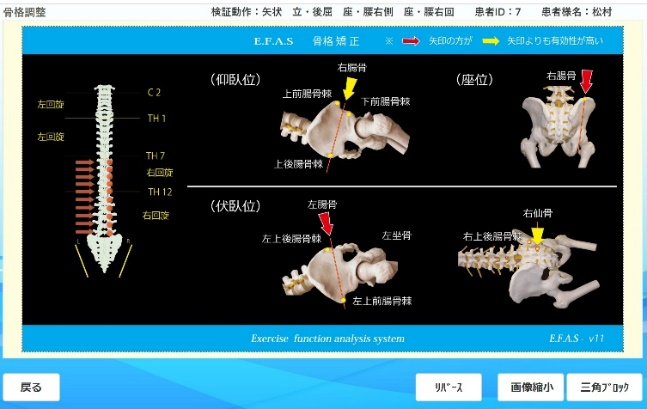 骨格調整
検証動作：矢状 立・後屈 座・腰右側 座・腰右回 患者ID：7 患者様名：松村
E.F.A.S 骨格矯正 ※ 矢印の方が 矢印よりも有効性が高い
C 2
左回旋
TH 1
左回旋
TH 7
右回旋
TH 12
右回旋
L R
(仰臥位)
右腸骨
上前腸骨棘
下前腸骨棘
上後腸骨棘
(座位)
右腸骨
(伏臥位)
左腸骨
左上後腸骨棘
左坐骨
左上前腸骨棘
右仙骨
右上後腸骨棘
Exercise function analysis system
E.F.A.S - v11
戻る
リバース
画像縮小
三角ブロック